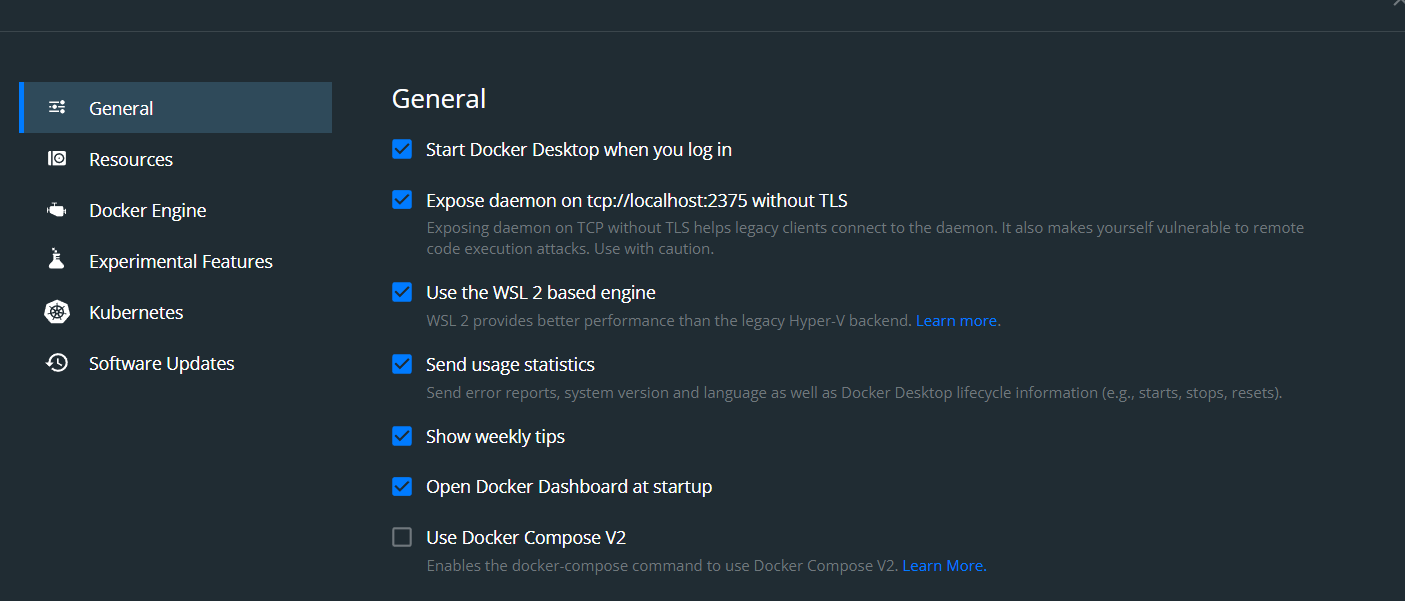 General
Resources
Docker Engine
Experimental Features
Kubernetes
Software Updates
General
Start Docker Desktop when you log in
Expose daemon on tcp://localhost:2375 without TLS
Exposing daemon on TCP without TLS helps legacy clients connect to the daemon. It also makes yourself vulnerable to remote
code execution attacks. Use with caution.
Use the WSL 2 based engine
WSL 2 provides better performance than the legacy Hyper-V backend. Learn more.
Send usage statistics
Send error reports, system version and language as well as Docker Desktop lifecycle information (e.g., starts, stops, resets).
Show weekly tips
Open Docker Dashboard at startup
Use Docker Compose V2
Enables the docker-compose command to use Docker Compose V2. Learn More.